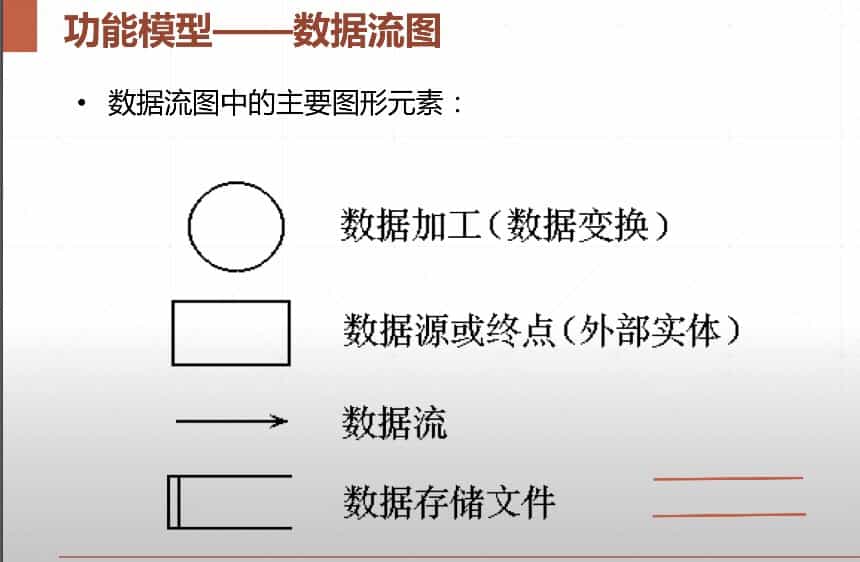 功能模型——数据流图
• 数据流图中的主要图形元素：
数据加工(数据变换)
数据源或终点(外部实体)
数据流
数据存储文件